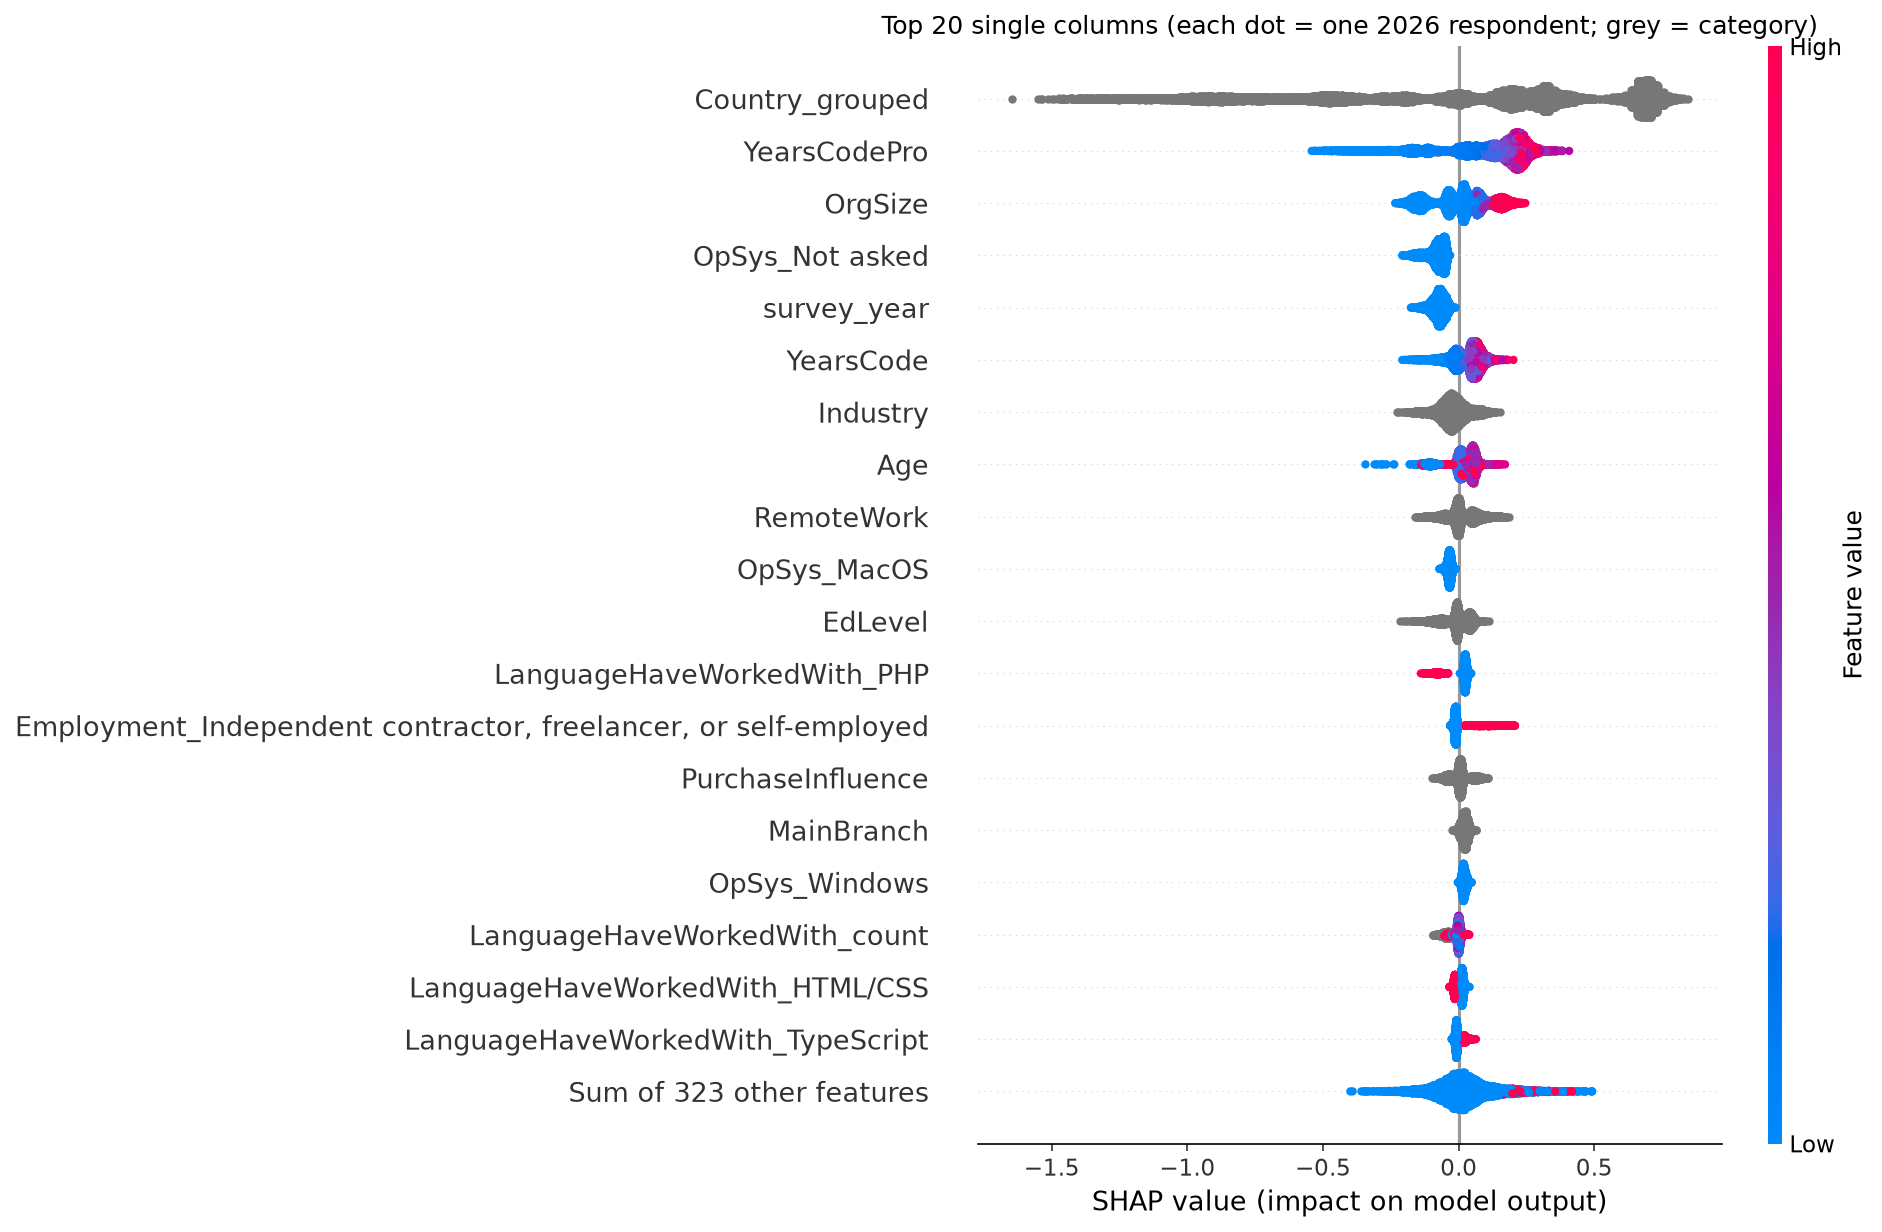 Top 20 single columns (each dot = one 2026 respondent; grey = category)
High
Country_grouped
YearsCodePro
OrgSize
OpSys_Not asked
survey_year
YearsCode
Industry
Age
RemoteWork
OpSys_MacOS
EdLevel
LanguageHaveWorkedWith_PHP
Employment_Independent contractor, freelancer, or self-employed
PurchaseInfluence
MainBranch
OpSys_Windows
LanguageHaveWorkedWith_count
LanguageHaveWorkedWith_HTML/CSS
LanguageHaveWorkedWith_TypeScript
Sum of 323 other features
Feature value
Low
−1.5 −1.0 −0.5 0.0 0.5
SHAP value (impact on model output)